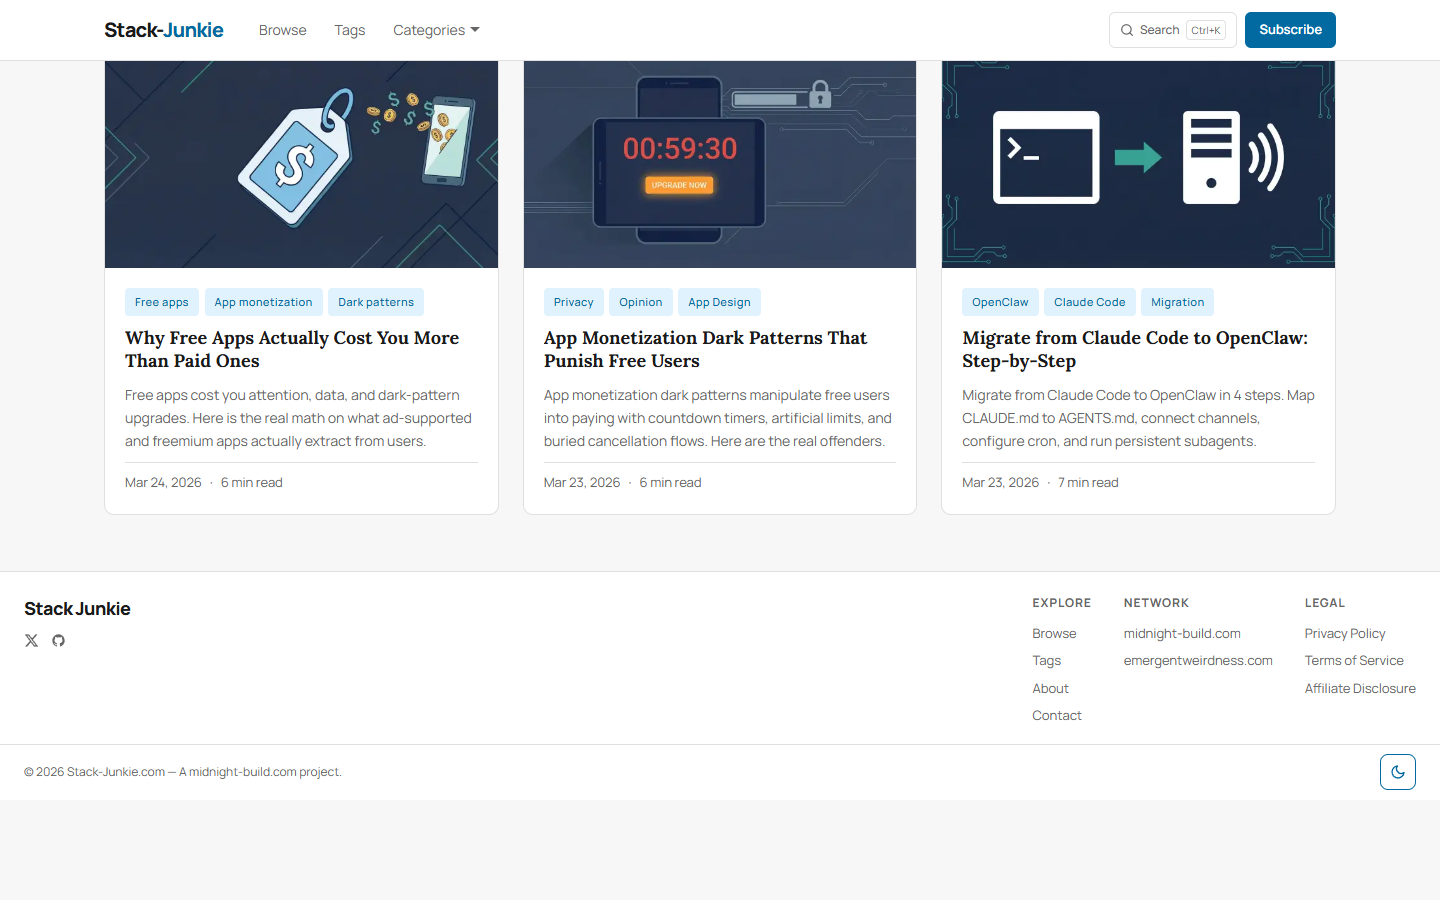 Stack-Junkie
Browse
Tags
Categories
Search
Ctrl+K
Subscribe
00:59:30
UPGRADE NOW
Free apps
App monetization
Dark patterns
Why Free Apps Actually Cost You More
Than Paid Ones
Free apps cost you attention, data, and dark-pattern
upgrades. Here is the real math on what ad-supported
and freemium apps actually extract from users.
Mar 24, 2026 · 6 min read
Privacy
Opinion
App Design
App Monetization Dark Patterns That
Punish Free Users
App monetization dark patterns manipulate free users
into paying with countdown timers, artificial limits, and
buried cancellation flows. Here are the real offenders.
Mar 23, 2026 · 6 min read
OpenClaw
Claude Code
Migration
Migrate from Claude Code to OpenClaw:
Step-by-Step
Migrate from Claude Code to OpenClaw in 4 steps. Map
CLAUDE.md to AGENTS.md, connect channels,
configure cron, and run persistent subagents.
Mar 23, 2026 · 7 min read
Stack Junkie
EXPLORE
Browse
Tags
About
Contact
NETWORK
midnight-build.com
emergentweirdness.com
LEGAL
Privacy Policy
Terms of Service
Affiliate Disclosure
© 2026 Stack-Junkie.com — A midnight-build.com project.